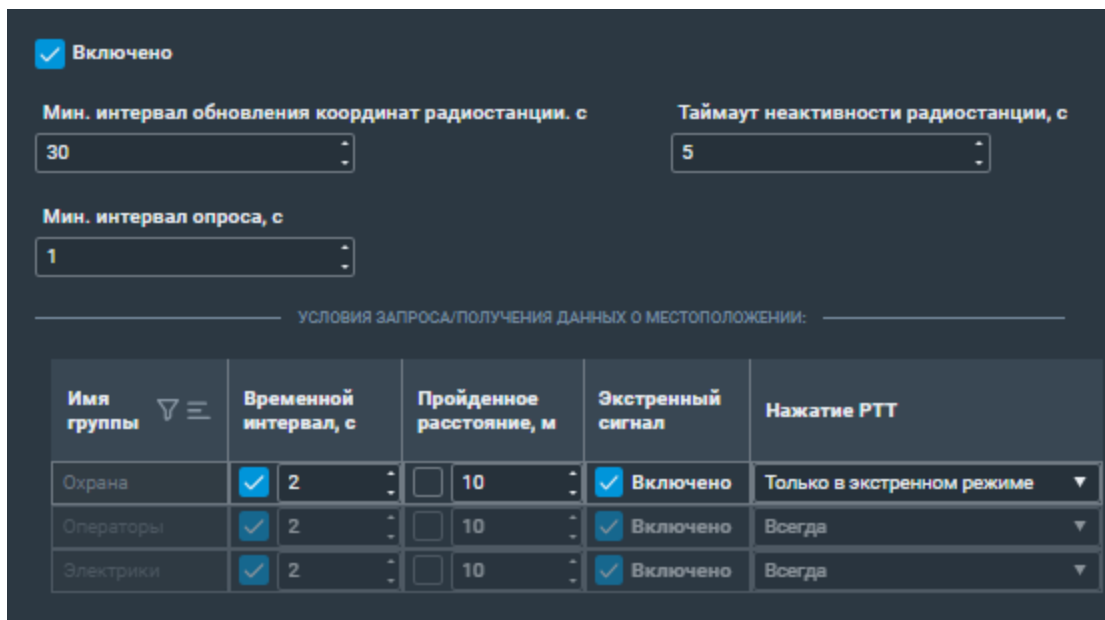 Включено
Мин. интервал обновления координат радиостанции. с
Таймаут неактивности радиостанции, с
30
5
Мин. интервал опроса, с
1
УСЛОВИЯ ЗАПРОСА/ПОЛУЧЕНИЯ ДАННЫХ О МЕСТОПОЛОЖЕНИИ:
Имя
группы
Временной
интервал, с
Пройденное
расстояние, м
Экстренный
сигнал
Нажатие PTT
Охрана 2 10 Включено Только в экстренном режиме
Операторы 2 10 Включено Всегда
Электрики 2 10 Включено Всегда